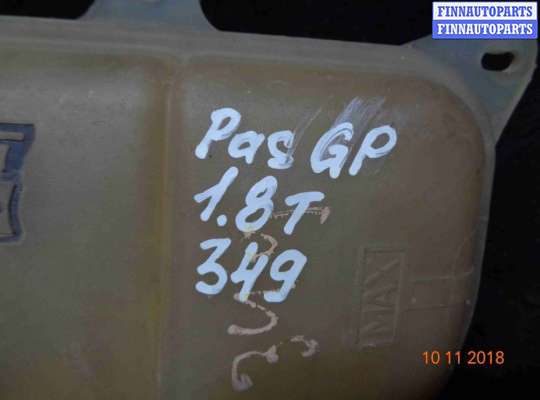 FINNAUTOPARTS
FINNAUTOPARTS
Pas GP
1.8T
349
MAX
10 11 2018